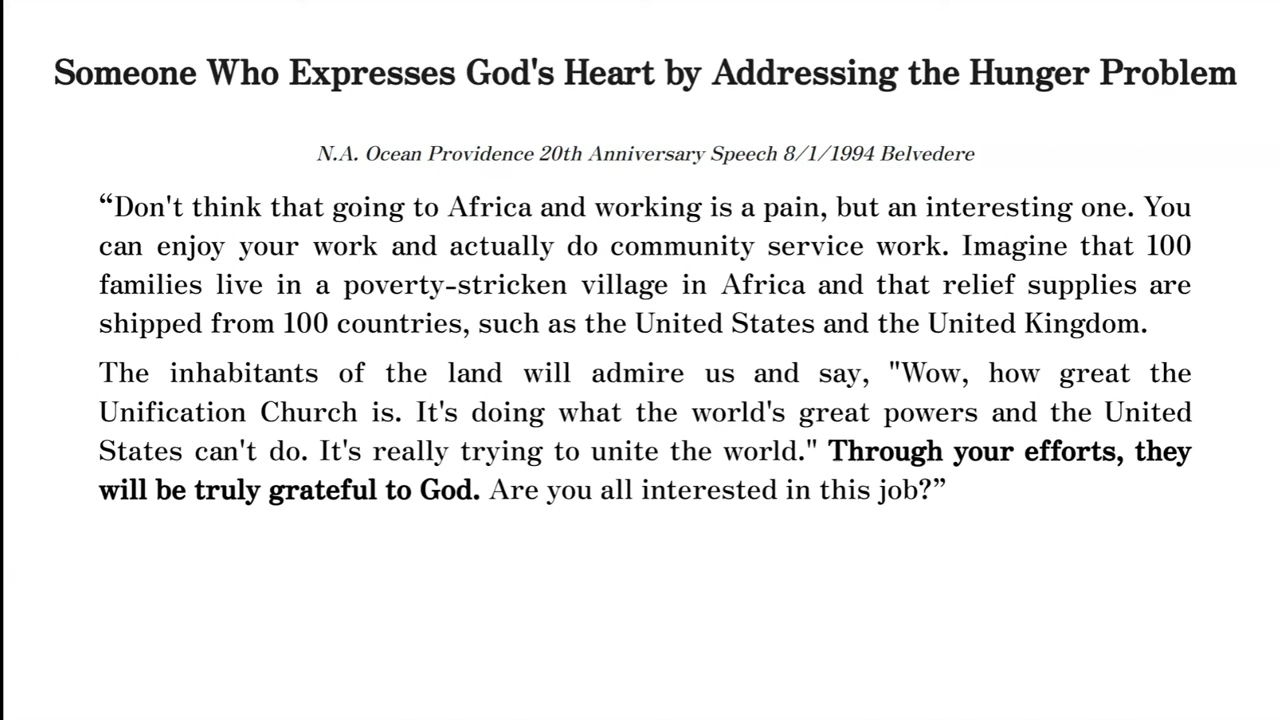 Someone Who Expresses God's Heart by Addressing the Hunger Problem
N.A. Ocean Providence 20th Anniversary Speech 8/1/1994 Belvedere
“Don't think that going to Africa and working is a pain, but an interesting one. You
can enjoy your work and actually do community service work. Imagine that 100
families live in a poverty-stricken village in Africa and that relief supplies are
shipped from 100 countries, such as the United States and the United Kingdom.
The inhabitants of the land will admire us and say, "Wow, how great the
Unification Church is. It's doing what the world's great powers and the United
States can't do. It's really trying to unite the world." Through your efforts, they
will be truly grateful to God. Are you all interested in this job?”